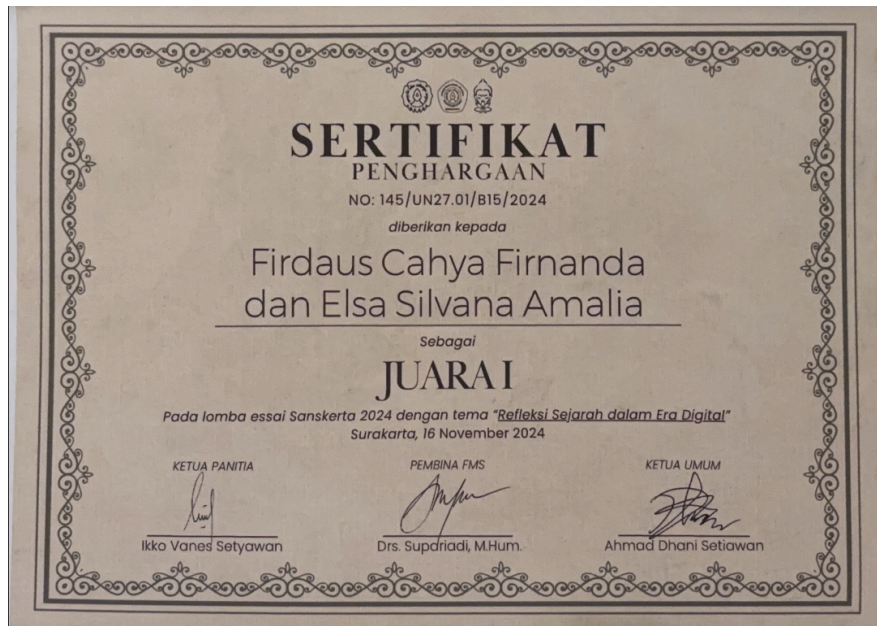 SERTIFIKAT
PENGHARGAAN
NO: 145/UN27.01/B15/2024
diberikan kepada
Firdaus Cahya Firnanda
dan Elsa Silvana Amalia
Sebagai
JUARA I
Pada lomba essai Sanskerta 2024 dengan tema "Refleksi Sejarah dalam Era Digital"
Surakarta, 16 November 2024
KETUA PANITIA
PEMBINA FMS
KETUA UMUM
Ikko Vanes Setyawan
Drs. Supariadi, M.Hum.
Ahmad Dhani Setiawan